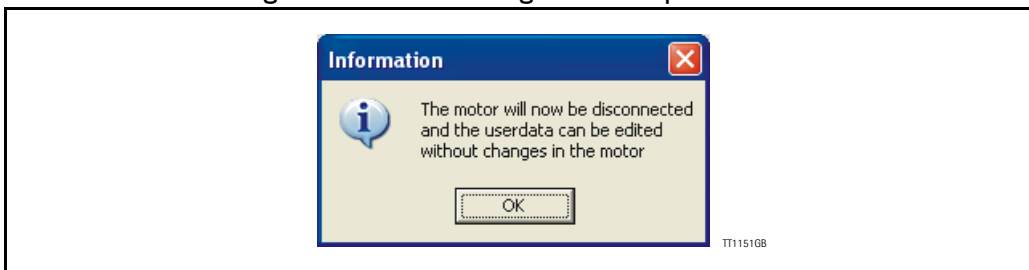 Information
The motor will now be disconnected
and the userdata can be edited
without changes in the motor
OK
TT1151GB